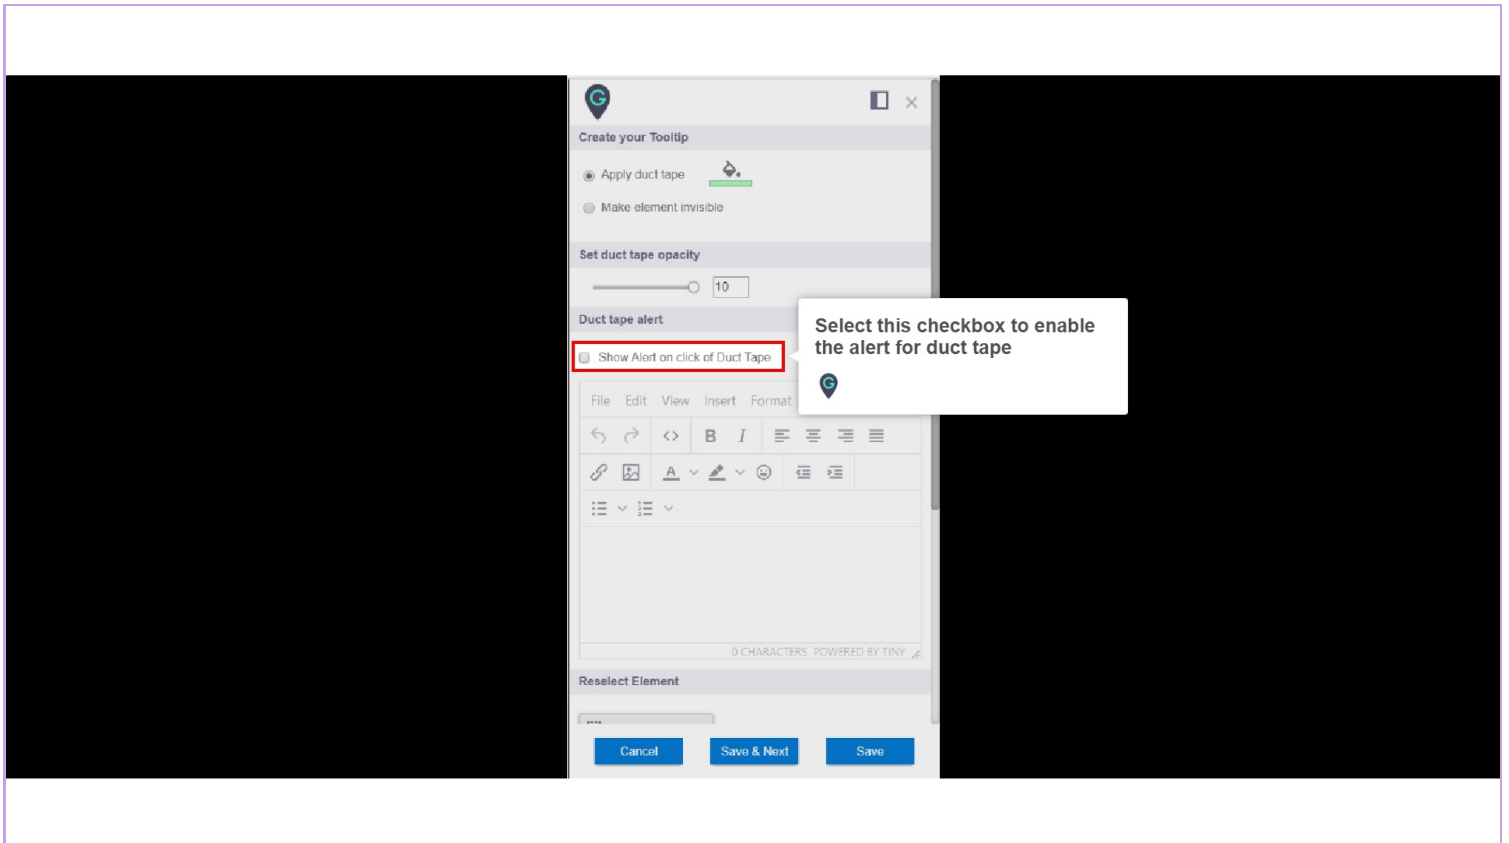 G
Create your Tooltip
Apply duct tape
Make element invisible
Set duct tape opacity
10
Duct tape alert
Select this checkbox to enable
the alert for duct tape
Show Alert on click of Duct Tape
G
File Edit View Insert Format
B I
A
0 CHARACTERS POWERED BY TINY
Reselect Element
Cancel Save & Next Save